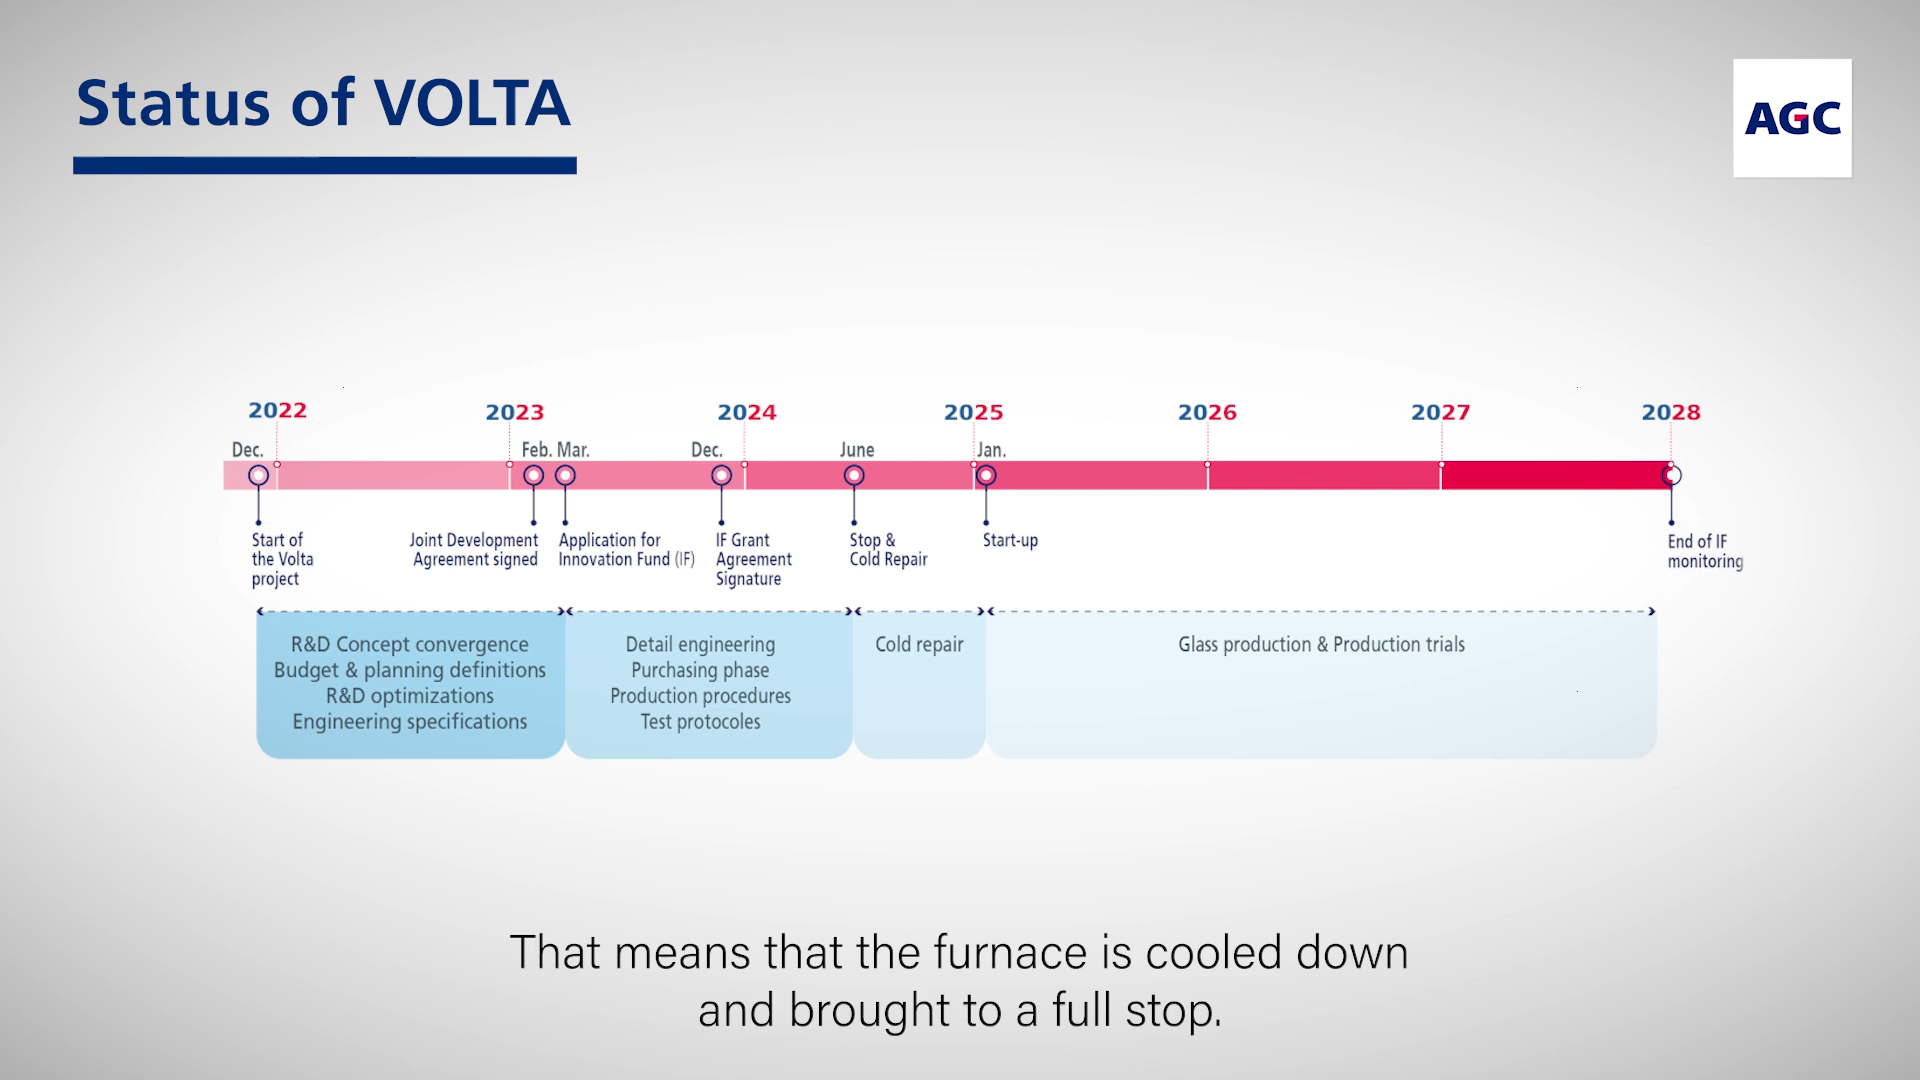 Status of VOLTA
AGC
2022
2023
2024
2025
2026
2027
2028
Dec.
Feb. Mar.
Dec.
June
Jan.
Start of
the Volta
project
Joint Development
Agreement signed
Application for
Innovation Fund (IF)
IF Grant
Agreement
Signature
Stop &
Cold Repair
Start-up
End of IF
monitoring
R&D Concept convergence
Budget & planning definitions
R&D optimizations
Engineering specifications
Detail engineering
Purchasing phase
Production procedures
Test protocoles
Cold repair
Glass production & Production trials
That means that the furnace is cooled down
and brought to a full stop.